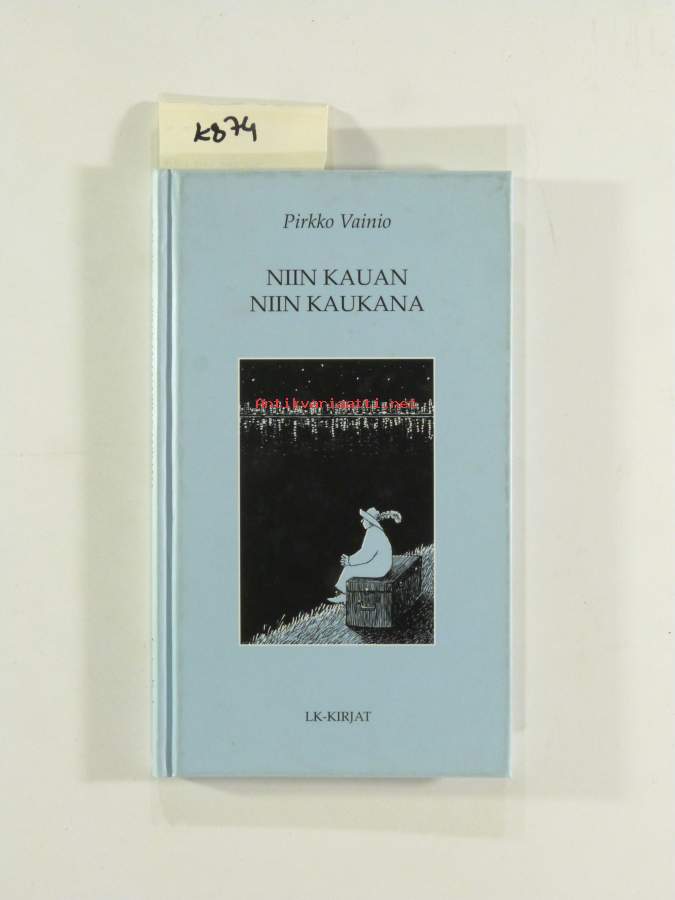 K874
Pirkko Vainio
NIIN KAUAN
NIIN KAUKANA
Antikvariaatti.net
LK-KIRJAT